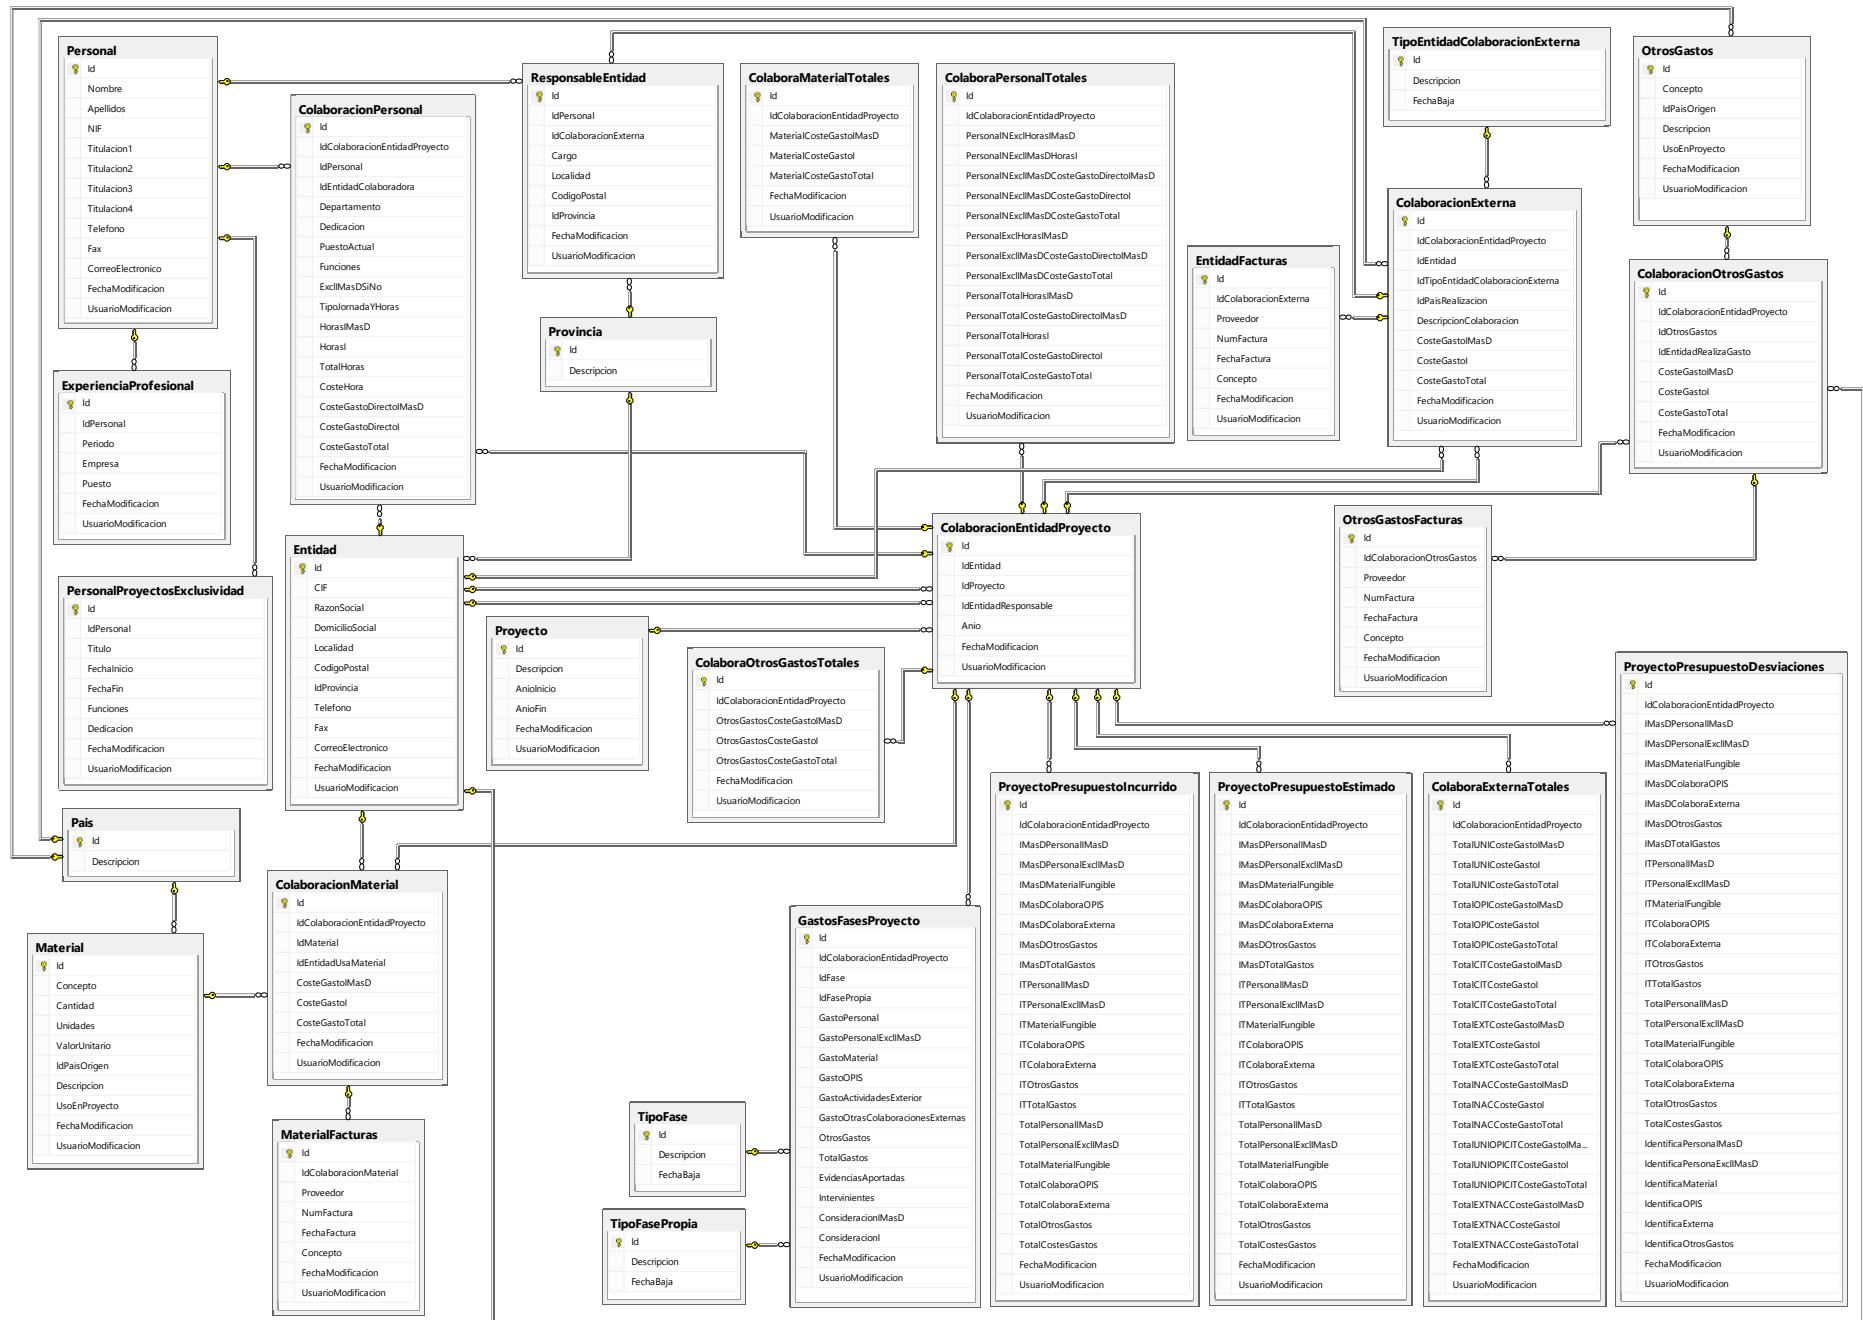 Personal
Id
Nombre
Apellidos
NIF
Titulacion1
Titulacion2
Titulacion3
Titulacion4
Telefono
Fax
CorreoElectronico
FechaModificacion
UsuarioModificacion
ColaboracionPersonal
Id
IdColaboracionEntidadProyecto
IdPersonal
IdEntidadColaboradora
Departamento
Dedicacion
PuestoActual
Funciones
ExclIMasDSiNo
TipoJornadaYHoras
HorasIMasD
HorasI
TotalHoras
CosteHora
CosteGastoDirectoIMasD
CosteGastoDirectoI
CosteGastoTotal
FechaModificacion
UsuarioModificacion
ResponsableEntidad
Id
IdPersonal
IdColaboracionExterna
Cargo
Localidad
CodigoPostal
IdProvincia
FechaModificacion
UsuarioModificacion
ColaboraMaterialTotales
Id
IdColaboracionEntidadProyecto
MaterialCosteGastoIMasD
MaterialCosteGastoI
MaterialCosteGastoTotal
FechaModificacion
UsuarioModificacion
ColaboraPersonalTotales
Id
IdColaboracionEntidadProyecto
PersonalNExclHorasIMasD
PersonalNExclIMasDHorasI
PersonalNExclIMasDCosteGastoDirectoIMasD
PersonalNExclIMasDCosteGastoDirectoI
PersonalNExclIMasDCosteGastoTotal
PersonalExclHorasIMasD
PersonalExclIMasDCosteGastoDirectoIMasD
PersonalExclIMasDCosteGastoTotal
PersonalTotalHorasIMasD
PersonalTotalCosteGastoDirectoIMasD
PersonalTotalHorasI
PersonalTotalCosteGastoDirectoI
PersonalTotalCosteGastoTotal
FechaModificacion
UsuarioModificacion
TipoEntidadColaboracionExterna
Id
Descripcion
FechaBaja
OtrosGastos
Id
Concepto
IdPaisOrigen
Descripcion
UsoEnProyecto
FechaModificacion
UsuarioModificacion
ColaboracionExterna
Id
IdColaboracionEntidadProyecto
IdEntidad
IdTipoEntidadColaboracionExterna
IdPaisRealizacion
DescripcionColaboracion
CosteGastoIMasD
CosteGastoI
CosteGastoTotal
FechaModificacion
UsuarioModificacion
EntidadFacturas
Id
IdColaboracionExterna
Proveedor
NumFactura
FechaFactura
Concepto
FechaModificacion
UsuarioModificacion
ColaboracionOtrosGastos
Id
IdColaboracionEntidadProyecto
IdOtrosGastos
IdEntidadRealizaGasto
CosteGastoIMasD
CosteGastoI
CosteGastoTotal
FechaModificacion
UsuarioModificacion
Provincia
Id
Descripcion
ExperienciaProfesional
Id
IdPersonal
Periodo
Empresa
Puesto
FechaModificacion
UsuarioModificacion
Entidad
Id
CIF
RazonSocial
DomicilioSocial
Localidad
CodigoPostal
IdProvincia
Telefono
Fax
CorreoElectronico
FechaModificacion
UsuarioModificacion
ColaboracionEntidadProyecto
Id
IdEntidad
IdProyecto
IdEntidadResponsable
Anio
FechaModificacion
UsuarioModificacion
OtrosGastosFacturas
Id
IdColaboracionOtrosGastos
Proveedor
NumFactura
FechaFactura
Concepto
FechaModificacion
UsuarioModificacion
PersonalProyectosExclusividad
Id
IdPersonal
Titulo
FechaInicio
FechaFin
Funciones
Dedicacion
FechaModificacion
UsuarioModificacion
Proyecto
Id
Descripcion
AnioInicio
AnioFin
FechaModificacion
UsuarioModificacion
ColaboraOtrosGastosTotales
Id
IdColaboracionEntidadProyecto
OtrosGastosCosteGastoIMasD
OtrosGastosCosteGastoI
OtrosGastosCosteGastoTotal
FechaModificacion
UsuarioModificacion
ProyectoPresupuestoDesviaciones
Id
IdColaboracionEntidadProyecto
IMasDPersonalIMasD
IMasDPersonalExclIMasD
IMasDMaterialFungible
IMasDColaboraOPIS
IMasDColaboraExterna
IMasDOtrosGastos
IMasDTotalGastos
ITPersonalIMasD
ITPersonalExclIMasD
ITMaterialFungible
ITColaboraOPIS
ITColaboraExterna
ITOtrosGastos
ITTotalGastos
TotalPersonalIMasD
TotalPersonalExclIMasD
TotalMaterialFungible
TotalColaboraOPIS
TotalColaboraExterna
TotalOtrosGastos
TotalCostesGastos
IdentificaPersonalMasD
IdentificaPersonaExclIMasD
IdentificaMaterial
IdentificaOPIS
IdentificaExterna
IdentificaOtrosGastos
FechaModificacion
UsuarioModificacion
Pais
Id
Descripcion
ProyectoPresupuestoIncurrido
Id
IdColaboracionEntidadProyecto
IMasDPersonalIMasD
IMasDPersonalExclIMasD
IMasDMaterialFungible
IMasDColaboraOPIS
IMasDColaboraExterna
IMasDOtrosGastos
IMasDTotalGastos
ITPersonalIMasD
ITPersonalExclIMasD
ITMaterialFungible
ITColaboraOPIS
ITColaboraExterna
ITOtrosGastos
ITTotalGastos
TotalPersonalIMasD
TotalPersonalExclIMasD
TotalMaterialFungible
TotalColaboraOPIS
TotalColaboraExterna
TotalOtrosGastos
TotalCostesGastos
FechaModificacion
UsuarioModificacion
ProyectoPresupuestoEstimado
Id
IdColaboracionEntidadProyecto
IMasDPersonalIMasD
IMasDPersonalExclIMasD
IMasDMaterialFungible
IMasDColaboraOPIS
IMasDColaboraExterna
IMasDOtrosGastos
IMasDTotalGastos
ITPersonalIMasD
ITPersonalExclIMasD
ITMaterialFungible
ITColaboraOPIS
ITColaboraExterna
ITOtrosGastos
ITTotalGastos
TotalPersonalIMasD
TotalPersonalExclIMasD
TotalMaterialFungible
TotalColaboraOPIS
TotalColaboraExterna
TotalOtrosGastos
TotalCostesGastos
FechaModificacion
UsuarioModificacion
ColaboraExternaTotales
Id
IdColaboracionEntidadProyecto
TotalUNICosteGastoIMasD
TotalUNICosteGastoI
TotalUNICosteGastoTotal
TotalOPICosteGastoIMasD
TotalOPICosteGastoI
TotalOPICosteGastoTotal
TotalCITCosteGastoIMasD
TotalCITCosteGastoI
TotalCITCosteGastoTotal
TotalEXTCosteGastoIMasD
TotalEXTCosteGastoI
TotalEXTCosteGastoTotal
TotalNACCosteGastoIMasD
TotalNACCosteGastoI
TotalNACCosteGastoTotal
TotalUNIOPICITCosteGastoIMa...
TotalUNIOPICITCosteGastoI
TotalUNIOPICITCosteGastoTotal
TotalEXTNACCosteGastoIMasD
TotalEXTNACCosteGastoI
TotalEXTNACCosteGastoTotal
FechaModificacion
UsuarioModificacion
ColaboracionMaterial
Id
IdColaboracionEntidadProyecto
IdMaterial
IdEntidadUsaMaterial
CosteGastoIMasD
CosteGastoI
CosteGastoTotal
FechaModificacion
UsuarioModificacion
GastosFasesProyecto
Id
IdColaboracionEntidadProyecto
IdFase
IdFasePropia
GastoPersonal
GastoPersonalExclIMasD
GastoMaterial
GastoOPIS
GastoActividadesExterior
GastoOtrasColaboracionesExternas
OtrosGastos
TotalGastos
EvidenciasAportadas
Intervinientes
ConsideracionIMasD
ConsideracionI
FechaModificacion
UsuarioModificacion
Material
Id
Concepto
Cantidad
Unidades
ValorUnitario
IdPaisOrigen
Descripcion
UsoEnProyecto
FechaModificacion
UsuarioModificacion
TipoFase
Id
Descripcion
FechaBaja
MaterialFacturas
Id
IdColaboracionMaterial
Proveedor
NumFactura
FechaFactura
Concepto
FechaModificacion
UsuarioModificacion
TipoFasePropia
Id
Descripcion
FechaBaja